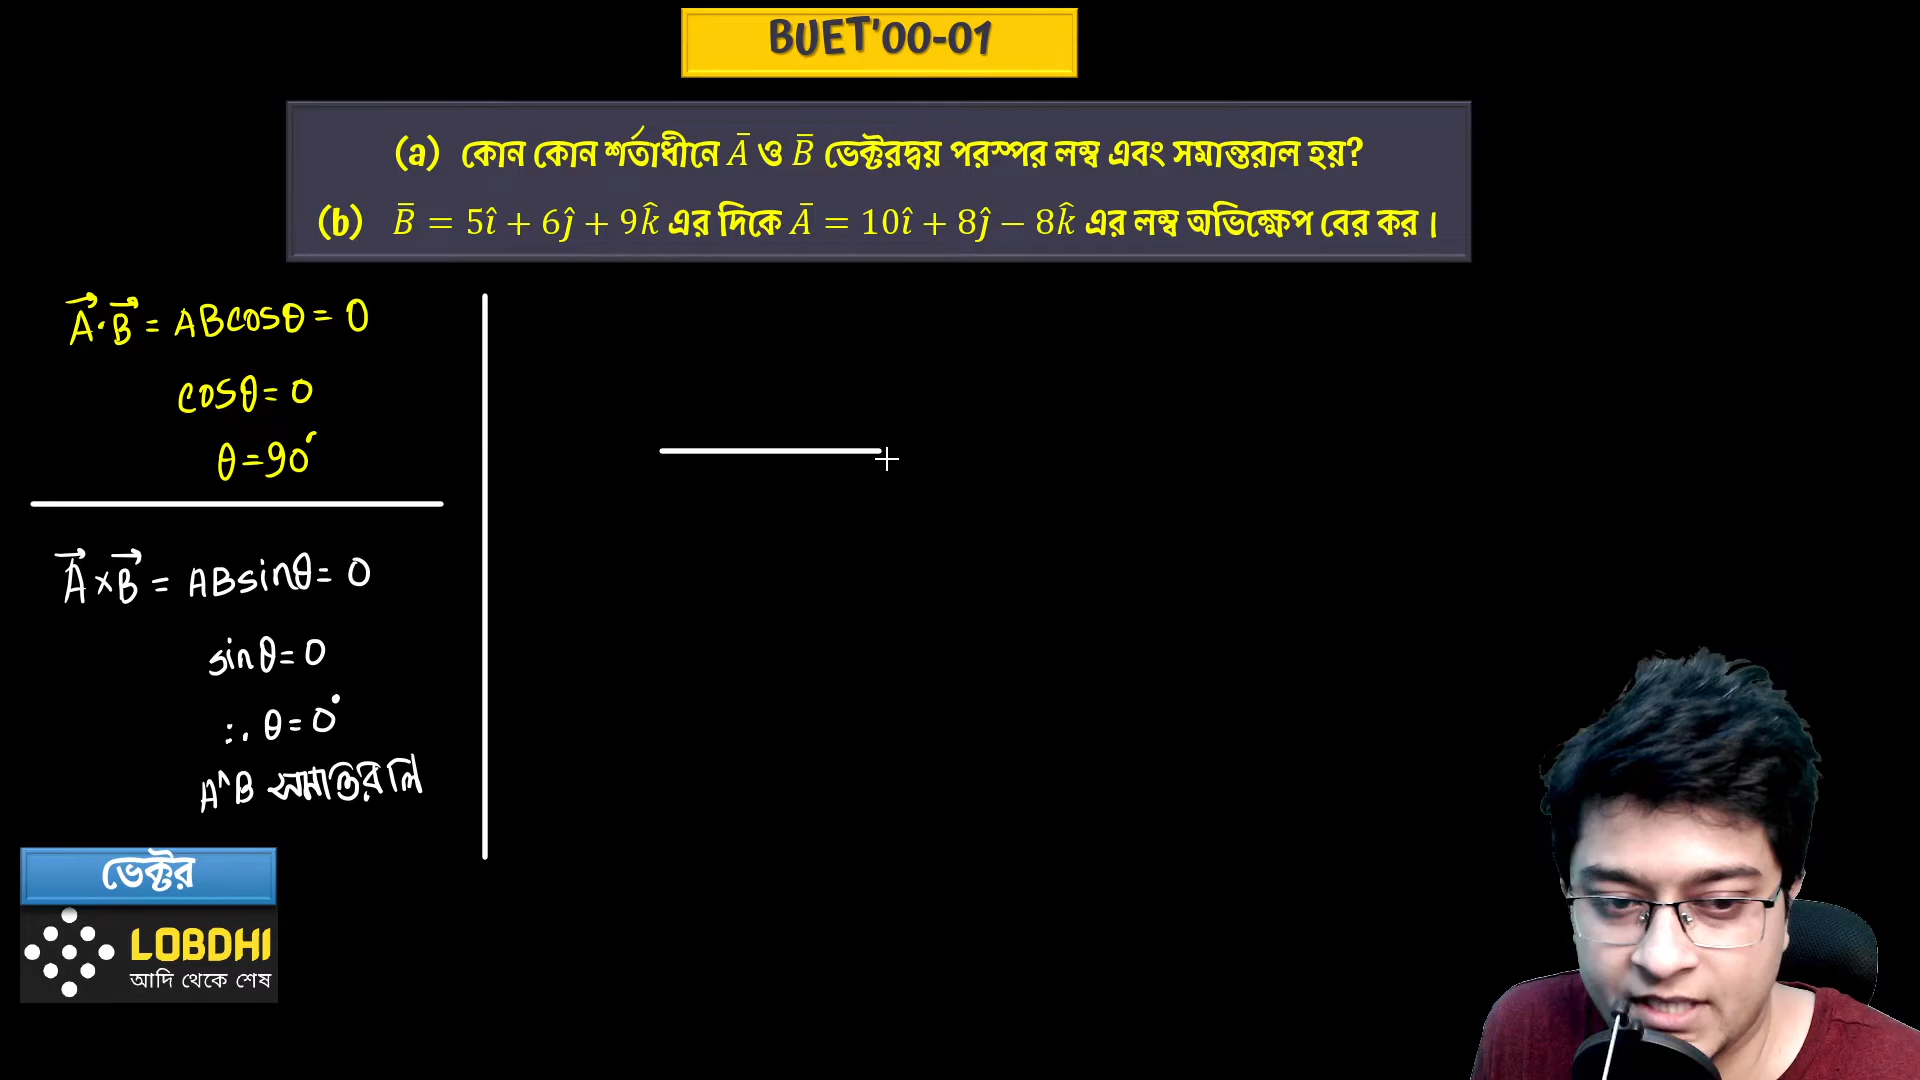 BUET'00-01
(a) কোন কোন শর্তাধীনে A̅ ও B̅ ভেক্টরদ্বয় পরস্পর লম্ব এবং সমান্তরাল হয়?
(b) B̅ = 5î + 6ĵ + 9k̂ এর দিকে A̅ = 10î + 8ĵ − 8k̂ এর লম্ব অভিক্ষেপ বের কর ।
A⃗·B⃗ = ABcosθ = 0
cosθ = 0
θ = 90°
A⃗×B⃗ = ABsinθ = 0
sinθ = 0
∴ θ = 0°
A^B সমান্তরাল
ভেক্টর
LOBDHI
আদি থেকে শেষ